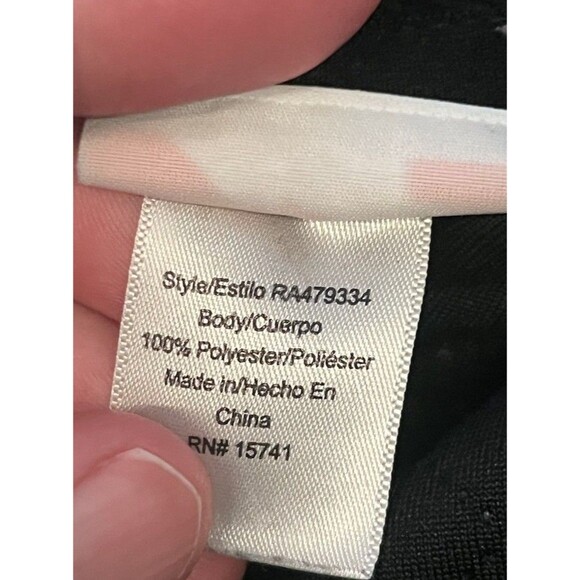 Style/Estilo RA479334
Body/Cuerpo
100% Polyester/Poliéster
Made in/Hecho En
China
RN# 15741